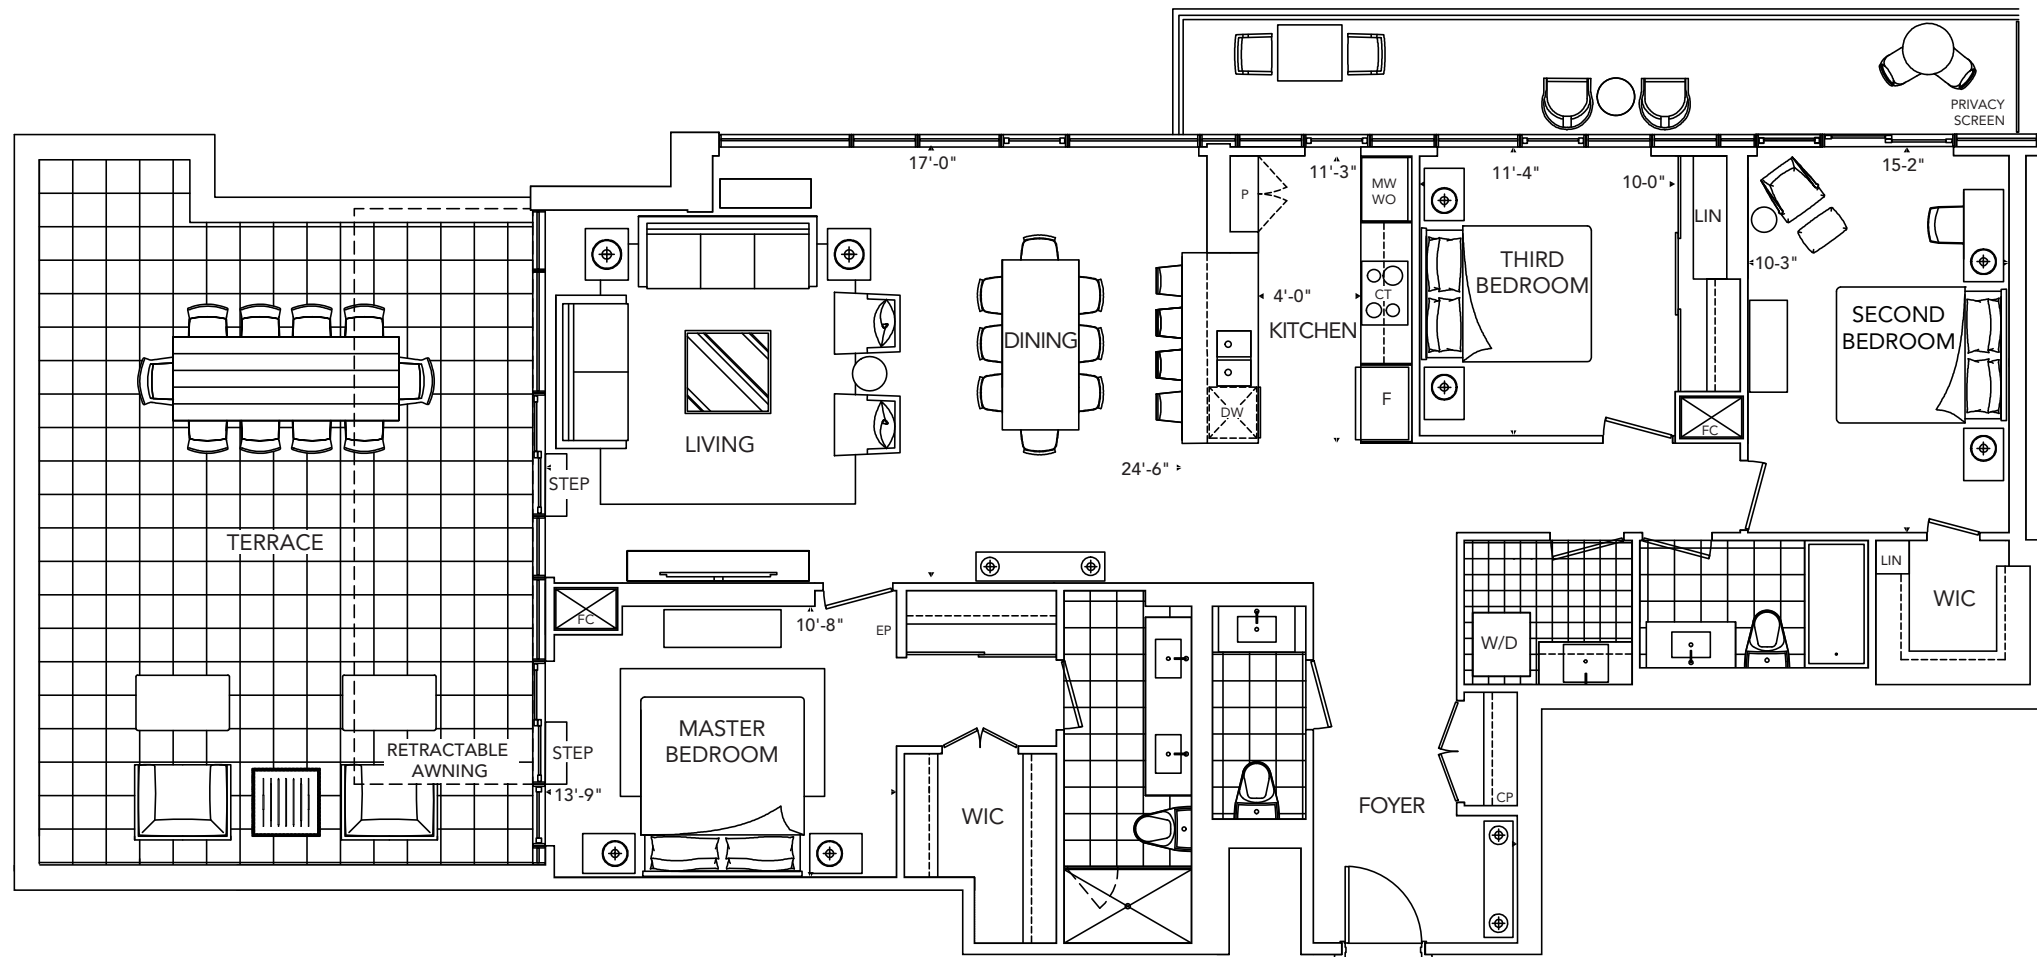 PRIVACY
SCREEN
17'-0"
11'-3"
11'-4"
10-0"
15-2"
MW
WO
P
LIN
10-3"
THIRD
BEDROOM
CT
4'-0"
KITCHEN
SECOND
BEDROOM
DINING
LIVING
F
DW
FC
24'-6"
STEP
TERRACE
LIN
WIC
FC
10'-8"
EP
W/D
MASTER
BEDROOM
RETRACTABLE
AWNING
STEP
13'-9"
WIC
FOYER
CP